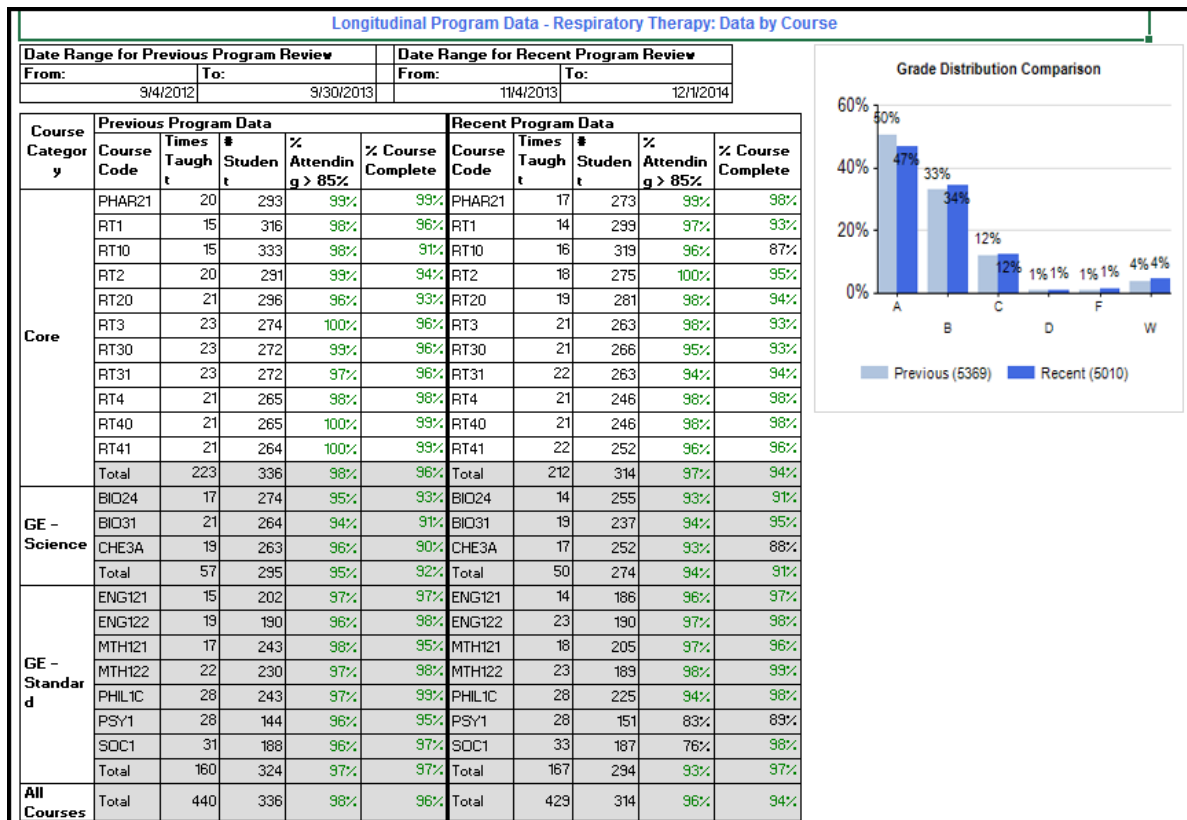 Longitudinal Program Data - Respiratory Therapy: Data by Course
Date Range for Previous Program Review Date Range for Recent Program Review
From: To: From: To:
9/4/2012 9/30/2013 11/4/2013 12/1/2014
Course Categor y Previous Program Data Recent Program Data
Course Code Times Taugh t # Studen t % Attendin g > 85% % Course Complete Course Code Times Taugh t # Studen t % Attendin g > 85% % Course Complete
Core
PHAR21 20 293 99% 99% PHAR21 17 273 99% 98%
RT1 15 316 98% 96% RT1 14 299 97% 93%
RT10 15 333 98% 91% RT10 16 319 96% 87%
RT2 20 291 99% 94% RT2 18 275 100% 95%
RT20 21 296 96% 93% RT20 19 281 98% 94%
RT3 23 274 100% 96% RT3 21 263 98% 93%
RT30 23 272 99% 96% RT30 21 266 95% 93%
RT31 23 272 97% 96% RT31 22 263 94% 94%
RT4 21 265 98% 98% RT4 21 246 98% 98%
RT40 21 265 100% 99% RT40 21 246 98% 98%
RT41 21 264 100% 99% RT41 22 252 96% 96%
Total 223 336 98% 96% Total 212 314 97% 94%
GE - Science
BIO24 17 274 95% 93% BIO24 14 255 93% 91%
BIO31 21 264 94% 91% BIO31 19 237 94% 95%
CHE3A 19 263 96% 90% CHE3A 17 252 93% 88%
Total 57 295 95% 92% Total 50 274 94% 91%
GE - Standar d
ENG121 15 202 97% 97% ENG121 14 186 96% 97%
ENG122 19 190 96% 98% ENG122 23 190 97% 98%
MTH121 17 243 98% 95% MTH121 18 205 97% 96%
MTH122 22 230 97% 98% MTH122 23 189 98% 99%
PHIL1C 28 243 97% 99% PHIL1C 28 225 94% 98%
PSY1 28 144 96% 95% PSY1 28 151 83% 89%
SOC1 31 188 96% 97% SOC1 33 187 76% 98%
Total 160 324 97% 97% Total 167 294 93% 97%
All Courses Total 440 336 98% 96% Total 429 314 96% 94%
Grade Distribution Comparison
60%
40%
20%
0%
50% 47% 33% 34% 12% 12% 1% 1% 1% 1% 4% 4%
A B C D F W
Previous (5369) Recent (5010)